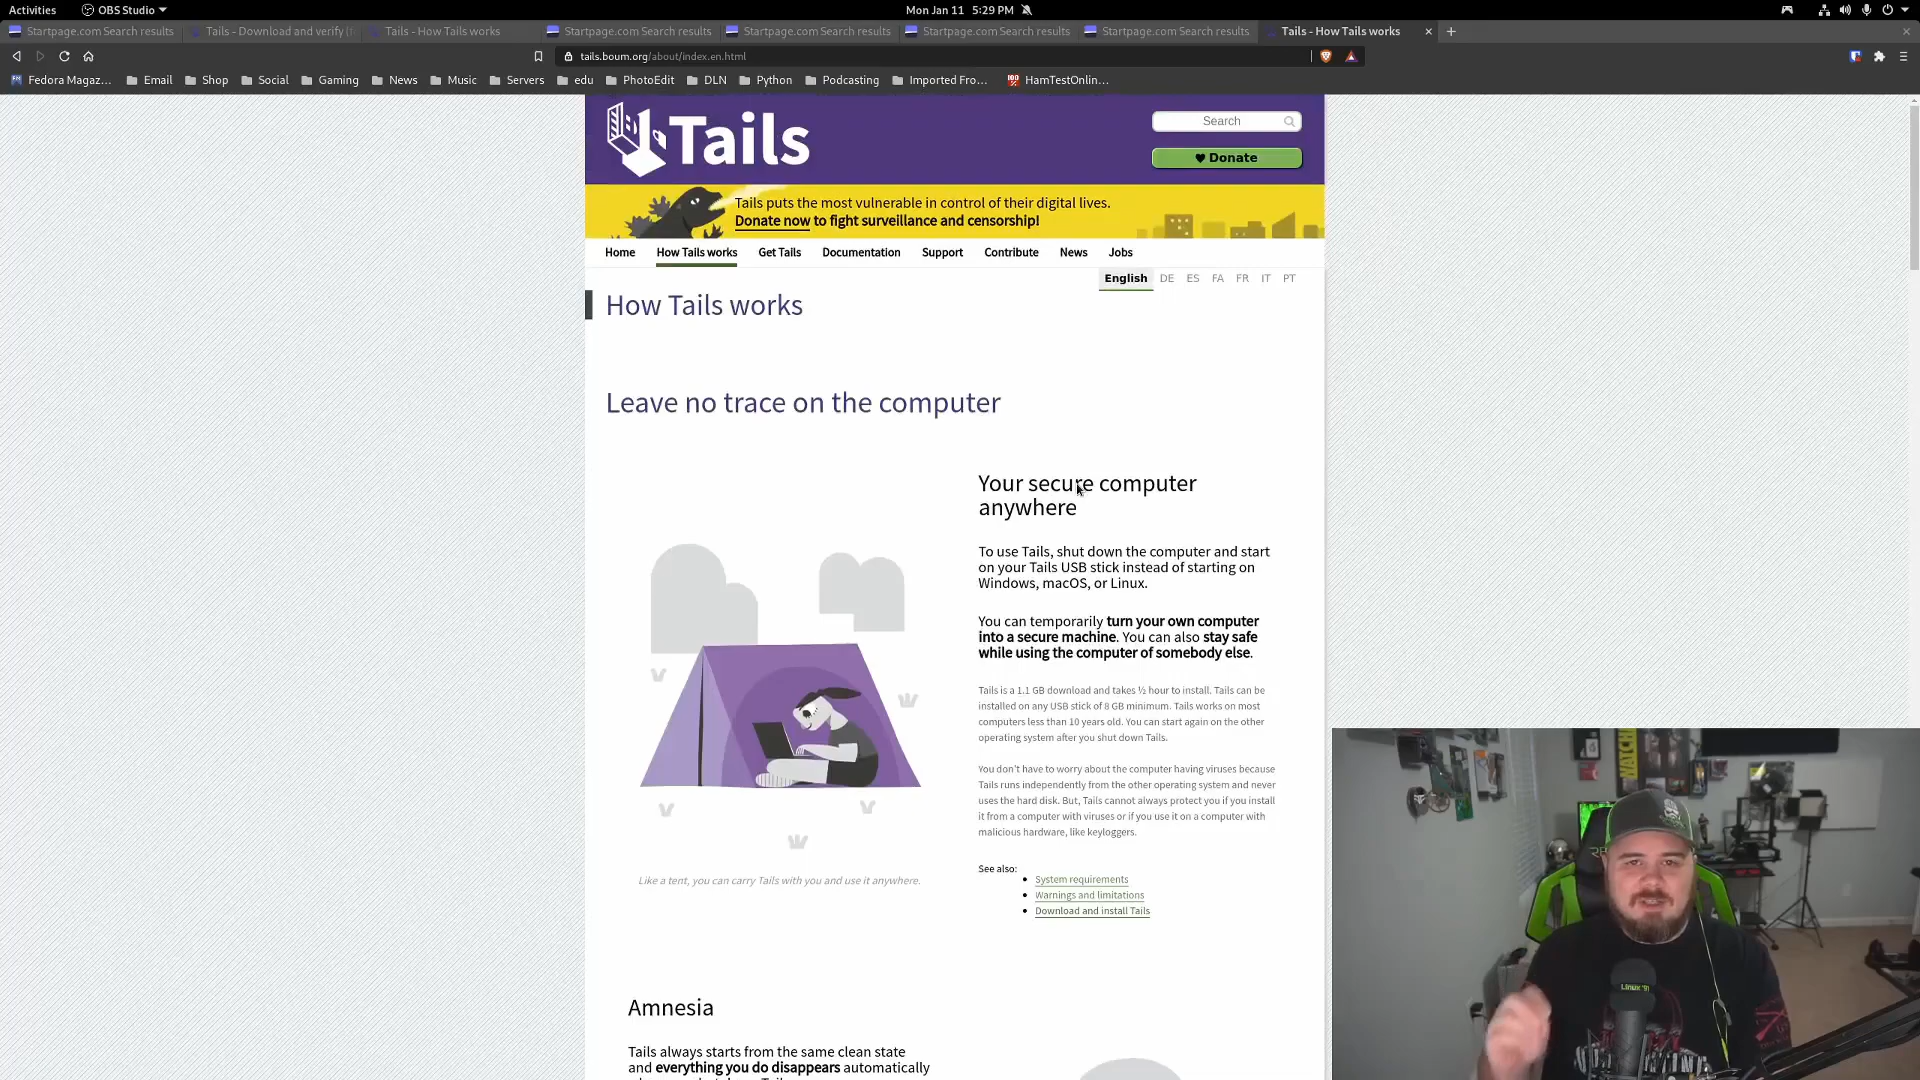 Activities
OBS Studio
Mon Jan 11 5:29 PM
Startpage.com Search results
Tails - Download and verify (
Tails - How Tails works
Startpage.com Search results
Startpage.com Search results
Startpage.com Search results
Startpage.com Search results
Tails - How Tails works
tails.boum.org/about/index.en.html
Fedora Magaz...
Email
Shop
Social
Gaming
News
Music
Servers
edu
PhotoEdit
DLN
Python
Podcasting
Imported Fro...
HamTestOnlin...
Tails
Search
Donate
Tails puts the most vulnerable in control of their digital lives.
Donate now to fight surveillance and censorship!
Home
How Tails works
Get Tails
Documentation
Support
Contribute
News
Jobs
English
DE
ES
FA
FR
IT
PT
How Tails works
Leave no trace on the computer
Your secure computer
anywhere
To use Tails, shut down the computer and start
on your Tails USB stick instead of starting on
Windows, macOS, or Linux.
You can temporarily turn your own computer
into a secure machine. You can also stay safe
while using the computer of somebody else.
Tails is a 1.1 GB download and takes ½ hour to install. Tails can be
installed on any USB stick of 8 GB minimum. Tails works on most
computers less than 10 years old. You can start again on the other
operating system after you shut down Tails.
You don't have to worry about the computer having viruses because
Tails runs independently from the other operating system and never
uses the hard disk. But, Tails cannot always protect you if you install
it from a computer with viruses or if you use it on a computer with
malicious hardware, like keyloggers.
See also:
System requirements
Warnings and limitations
Download and install Tails
Like a tent, you can carry Tails with you and use it anywhere.
Amnesia
Tails always starts from the same clean state
and everything you do disappears automatically